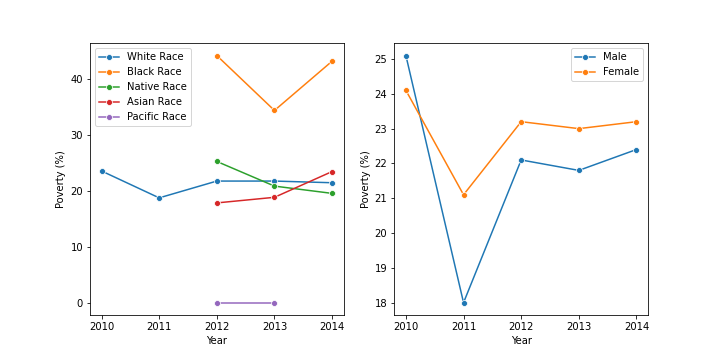 White Race
Black Race
Native Race
Asian Race
Pacific Race
40
30
20
10
0
Poverty (%)
2010 2011 2012 2013 2014
Year
Male
Female
25
24
23
22
21
20
19
18
Poverty (%)
2010 2011 2012 2013 2014
Year